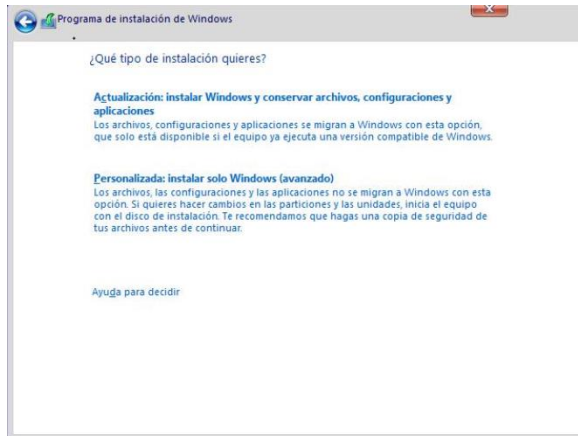 Programa de instalación de Windows
¿Qué tipo de instalación quieres?
Actualización: instalar Windows y conservar archivos, configuraciones y
aplicaciones
Los archivos, configuraciones y aplicaciones se migran a Windows con esta opción,
que solo está disponible si el equipo ya ejecuta una versión compatible de Windows.
Personalizada: instalar solo Windows (avanzado)
Los archivos, las configuraciones y las aplicaciones no se migran a Windows con esta
opción. Si quieres hacer cambios en las particiones y las unidades, inicia el equipo
con el disco de instalación. Te recomendamos que hagas una copia de seguridad de
tus archivos antes de continuar.
Ayuda para decidir